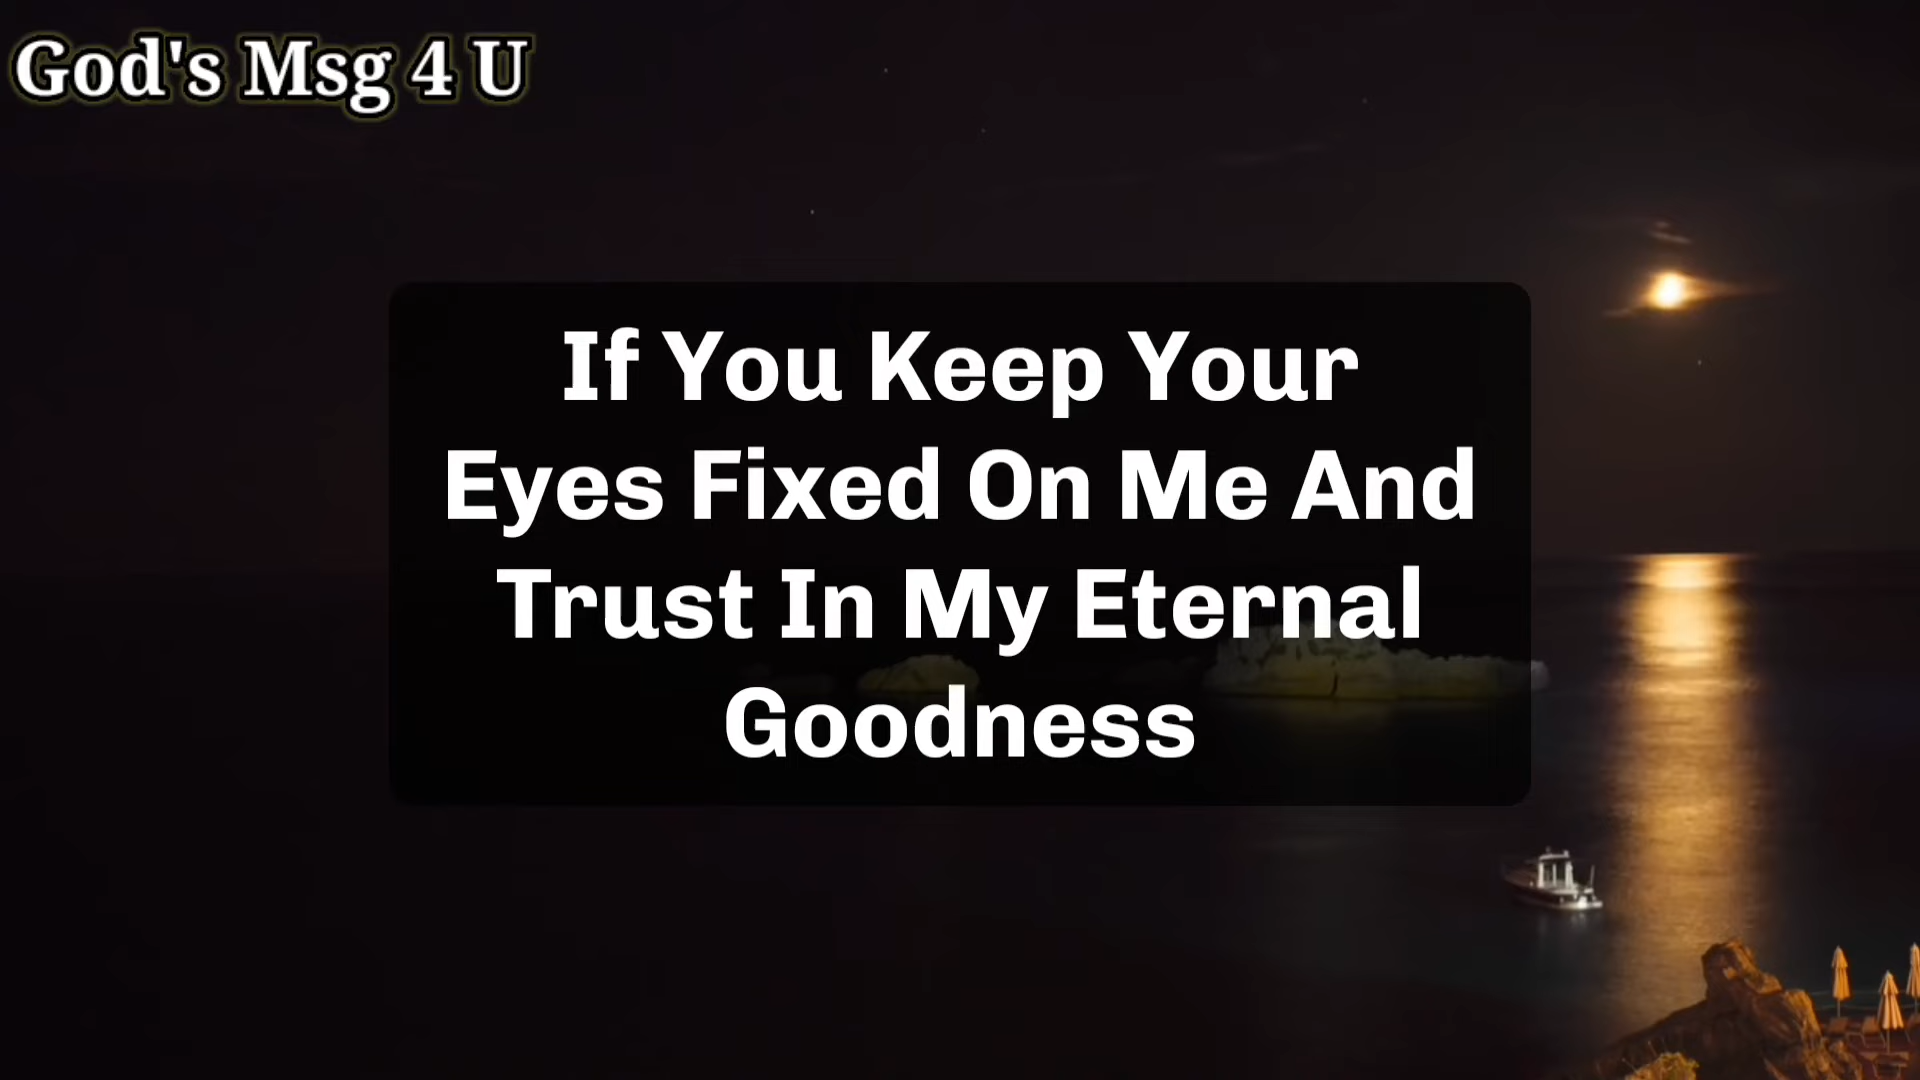 God's Msg 4 U
If You Keep Your
Eyes Fixed On Me And
Trust In My Eternal
Goodness